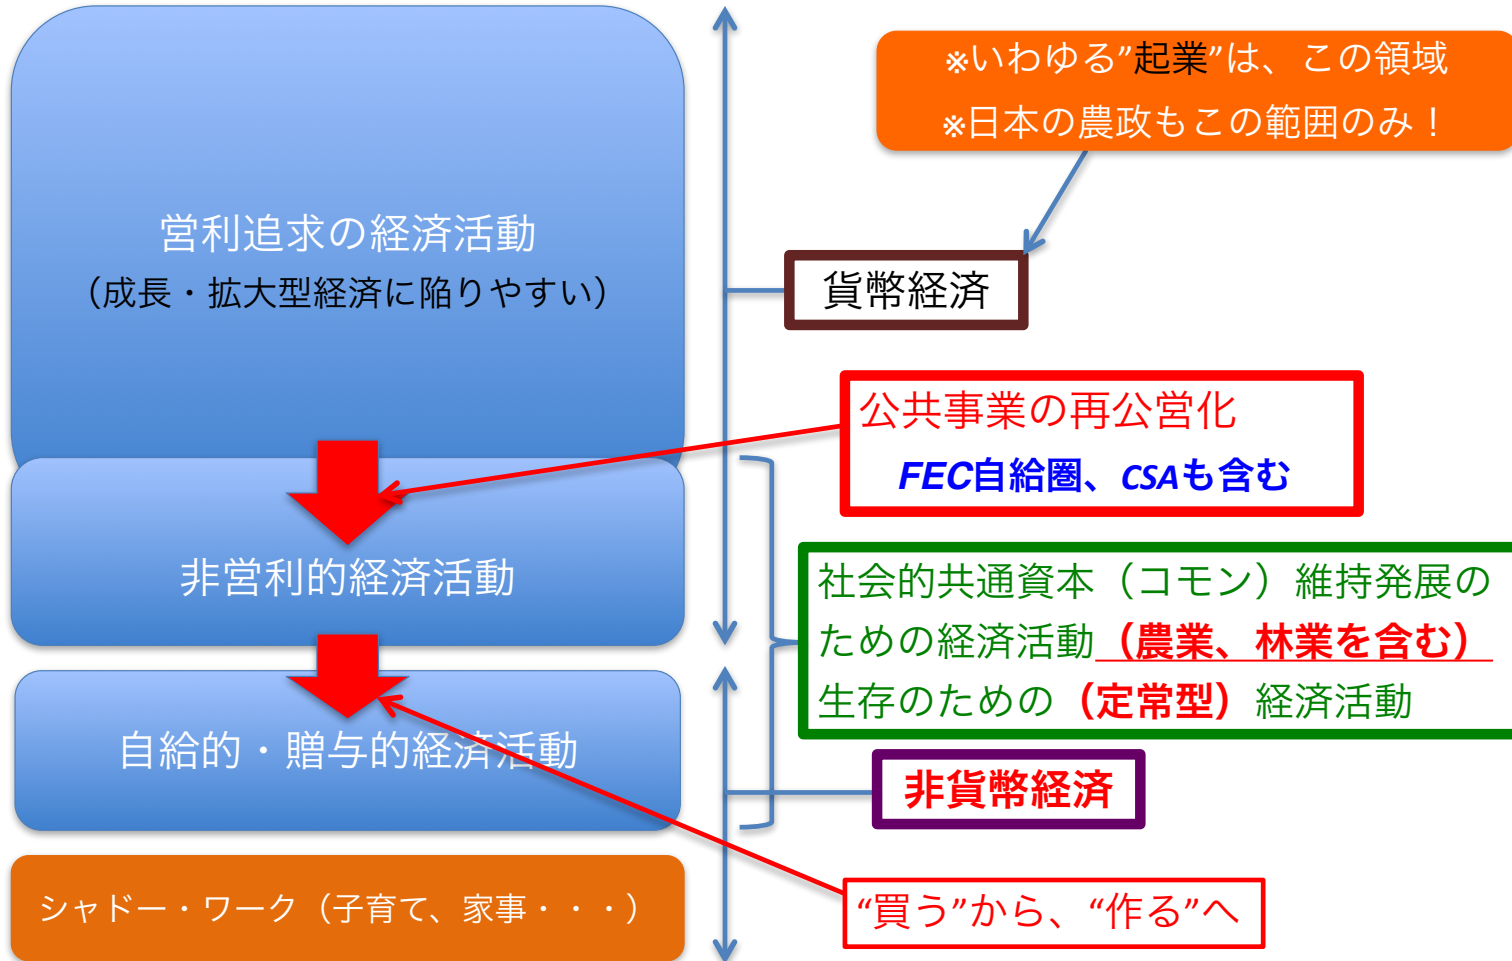 ※いわゆる”起業”は、この領域
※日本の農政もこの範囲のみ！
営利追求の経済活動
（成長・拡大型経済に陥りやすい）
貨幣経済
公共事業の再公営化
FEC自給圏、CSAも含む
非営利的経済活動
社会的共通資本（コモン）維持発展の
ための経済活動（農業、林業を含む）
生存のための（定常型）経済活動
自給的・贈与的経済活動
非貨幣経済
シャドー・ワーク（子育て、家事・・・）
“買う”から、“作る”へ